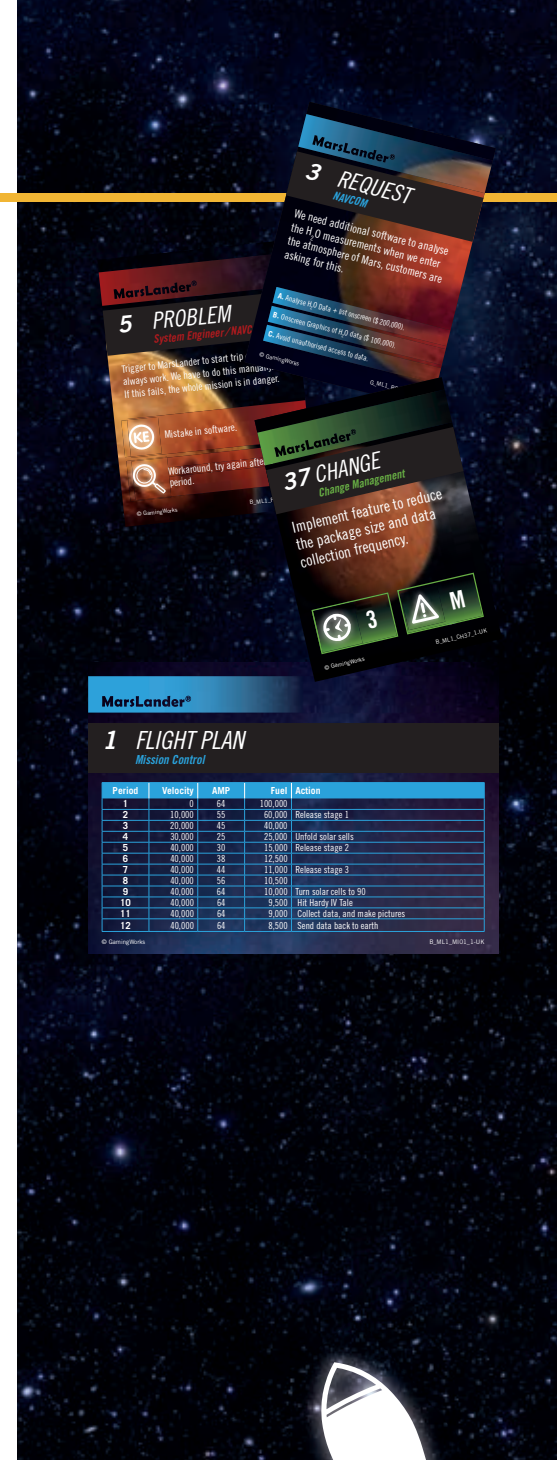 MarsLander®
3 REQUEST
NAVCOM
We need additional software to analyse
the H2O measurements when we enter
the atmosphere of Mars, customers are
asking for this.
A. Analyse H2O Data + list onscreen ($ 200,000).
B. Onscreen Graphics of H2O data ($ 100,000).
C. Avoid unauthorised access to data.
© GamingWorks
G_ML1_
MarsLander®
5 PROBLEM
System Engineer/NAVC
Trigger to MarsLander to start trip
always work. We have to do this manually.
If this fails, the whole mission is in danger.
KE Mistake in software.
Workaround, try again after
period.
© GamingWorks
B_ML1_
MarsLander®
37 CHANGE
Change Management
Implement feature to reduce
the package size and data
collection frequency.
3 M
© GamingWorks B_ML1_CH37_1-UK
MarsLander®
1 FLIGHT PLAN
Mission Control
Period Velocity AMP Fuel Action
1 0 64 100,000
2 10,000 55 60,000 Release stage 1
3 20,000 45 40,000
4 30,000 25 25,000 Unfold solar sells
5 40,000 30 15,000 Release stage 2
6 40,000 38 12,500
7 40,000 44 11,000 Release stage 3
8 40,000 56 10,500
9 40,000 64 10,000 Turn solar cells to 90
10 40,000 64 9,500 Hit Hardy IV Tale
11 40,000 64 9,000 Collect data, and make pictures
12 40,000 64 8,500 Send data back to earth
© GamingWorks B_ML1_MI01_1-UK